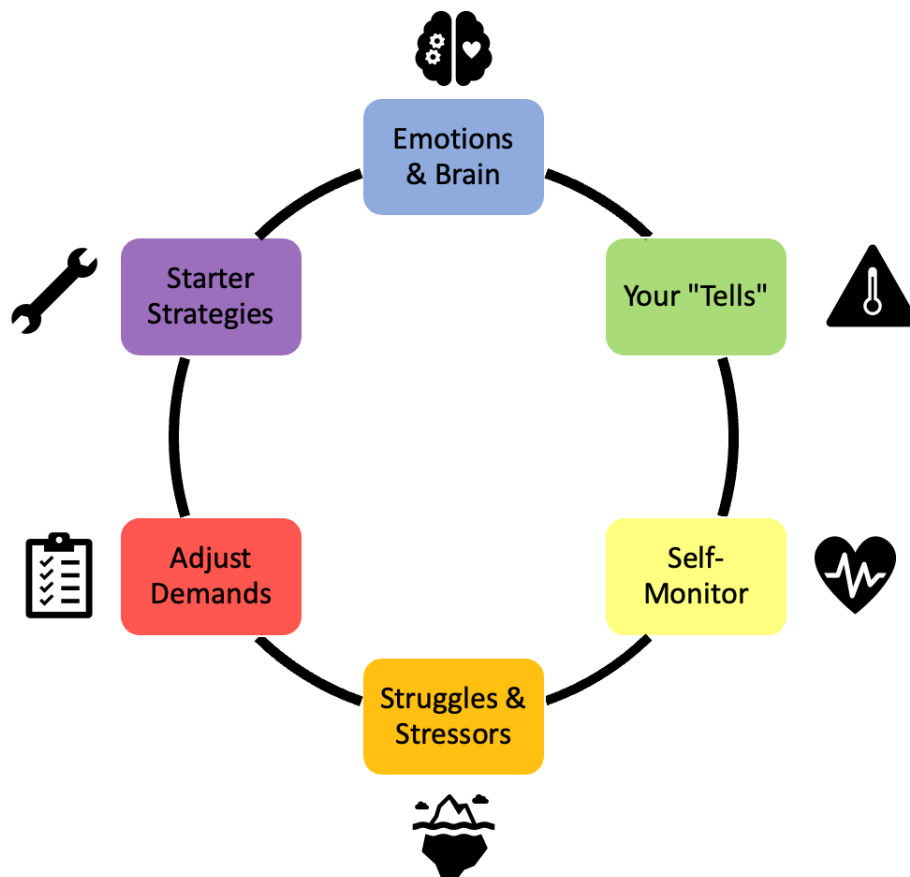 Emotions
& Brain
Your "Tells"
Self-
Monitor
Struggles &
Stressors
Adjust
Demands
Starter
Strategies